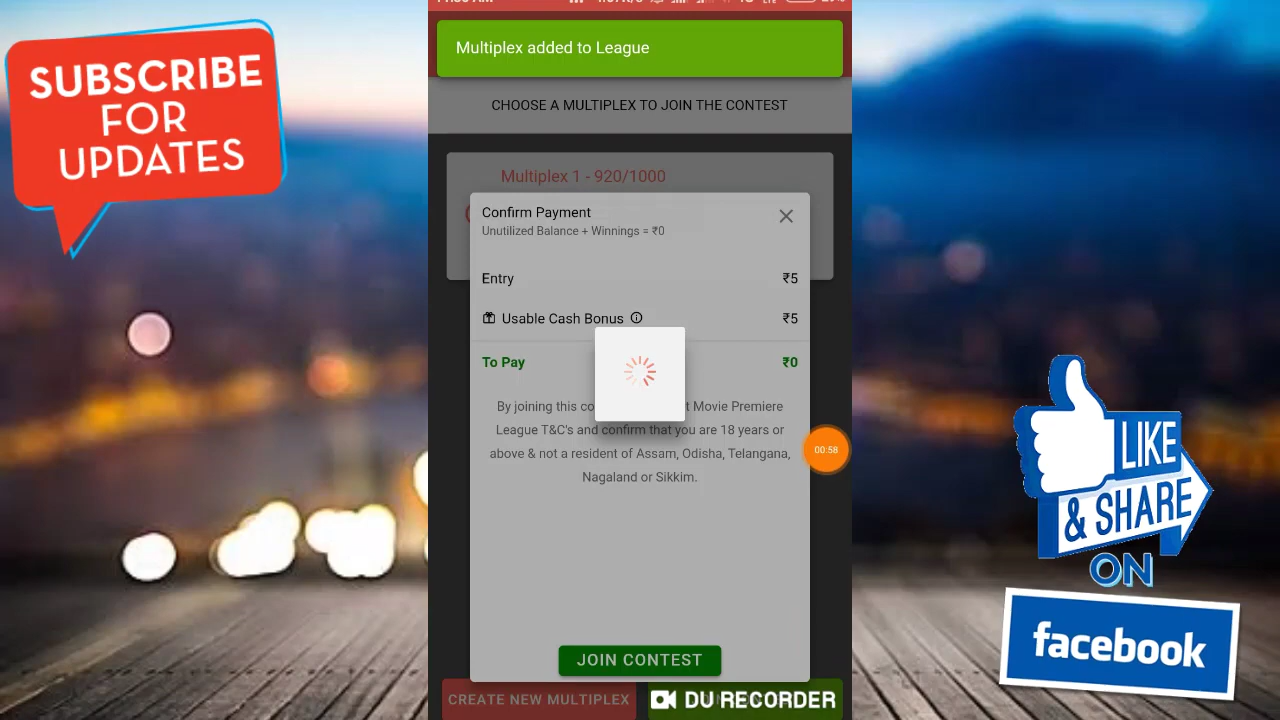 SUBSCRIBE
FOR
UPDATES
Multiplex added to League
CHOOSE A MULTIPLEX TO JOIN THE CONTEST
Multiplex 1 - 920/1000
Confirm Payment
Unutilized Balance + Winnings = ₹0
Entry ₹5
Usable Cash Bonus ₹5
To Pay ₹0
By joining this Movie Premiere
League T&C's and confirm that you are 18 years or
above & not a resident of Assam, Odisha, Telangana,
Nagaland or Sikkim.
00:58
JOIN CONTEST
CREATE NEW MULTIPLEX
DU RECORDER
LIKE
& SHARE
ON
facebook